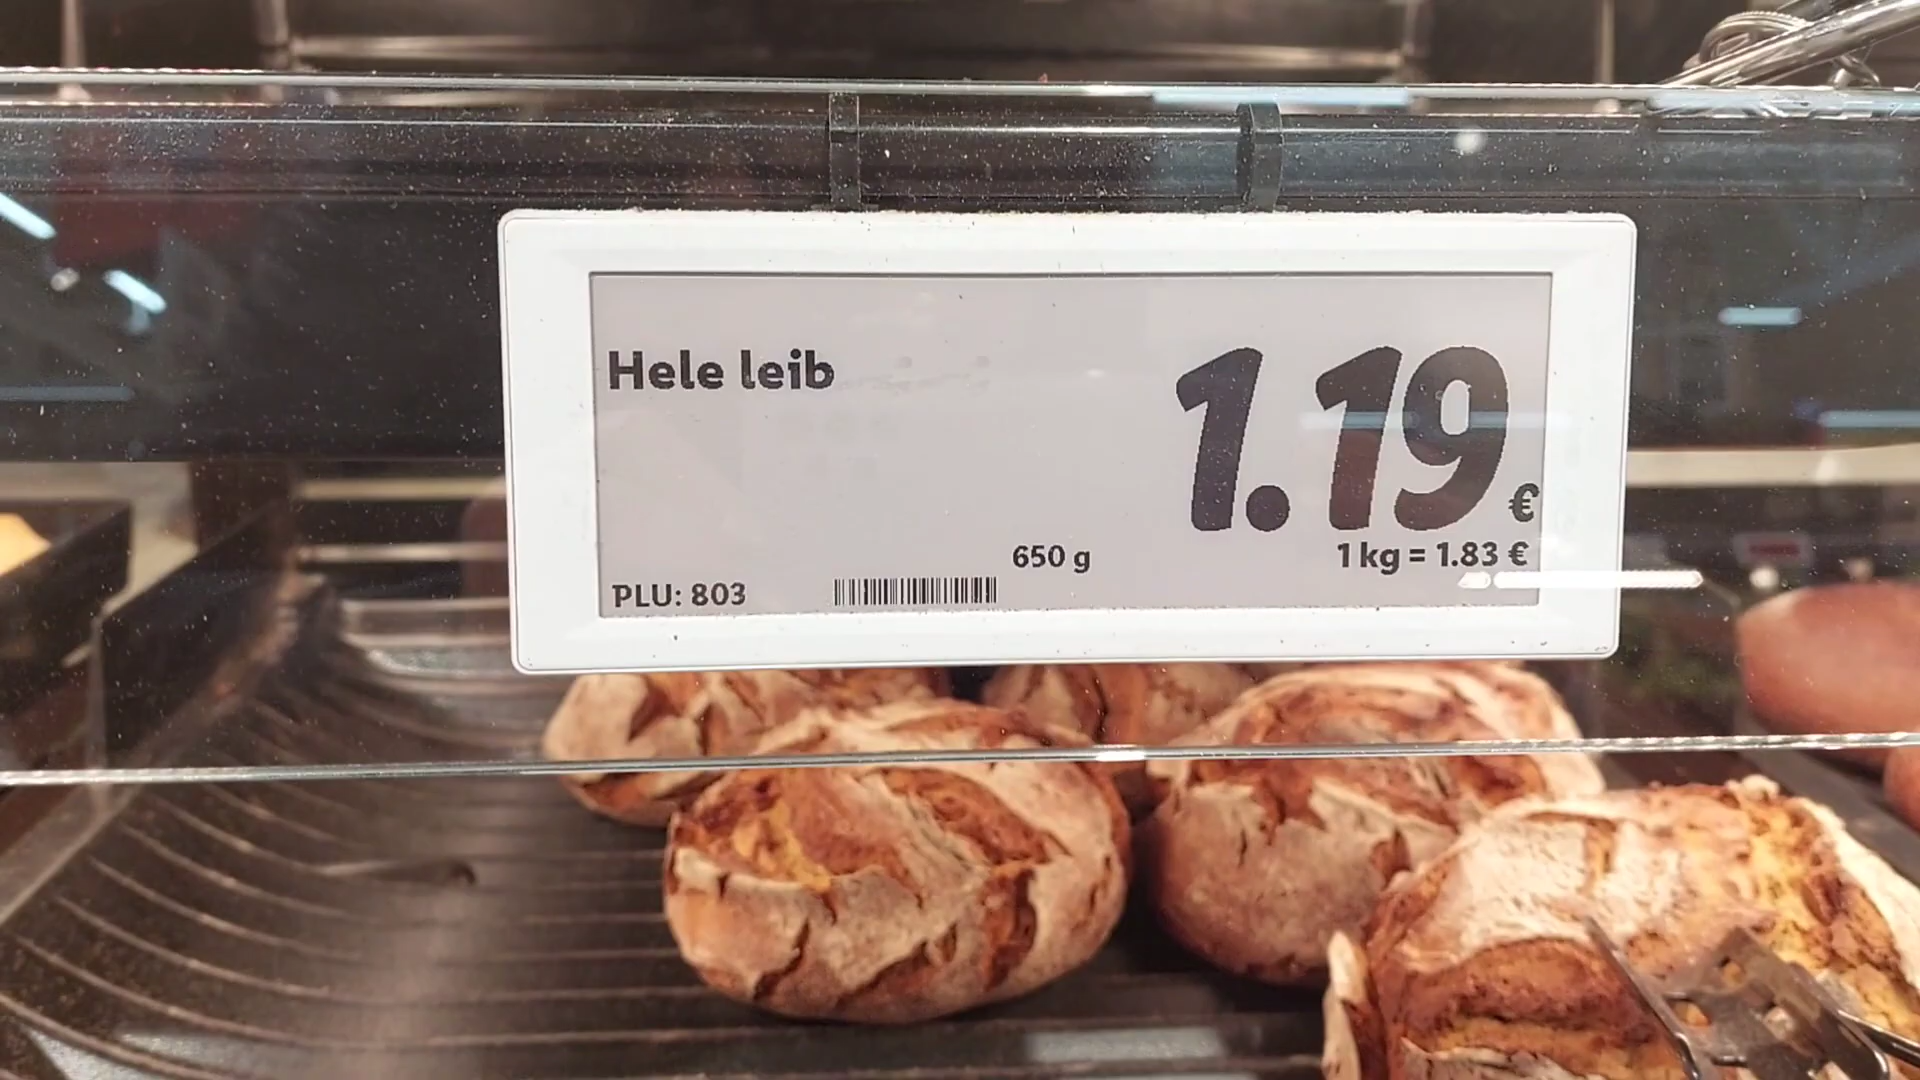 Hele leib
1.19 €
650 g
1 kg = 1.83 €
PLU: 803